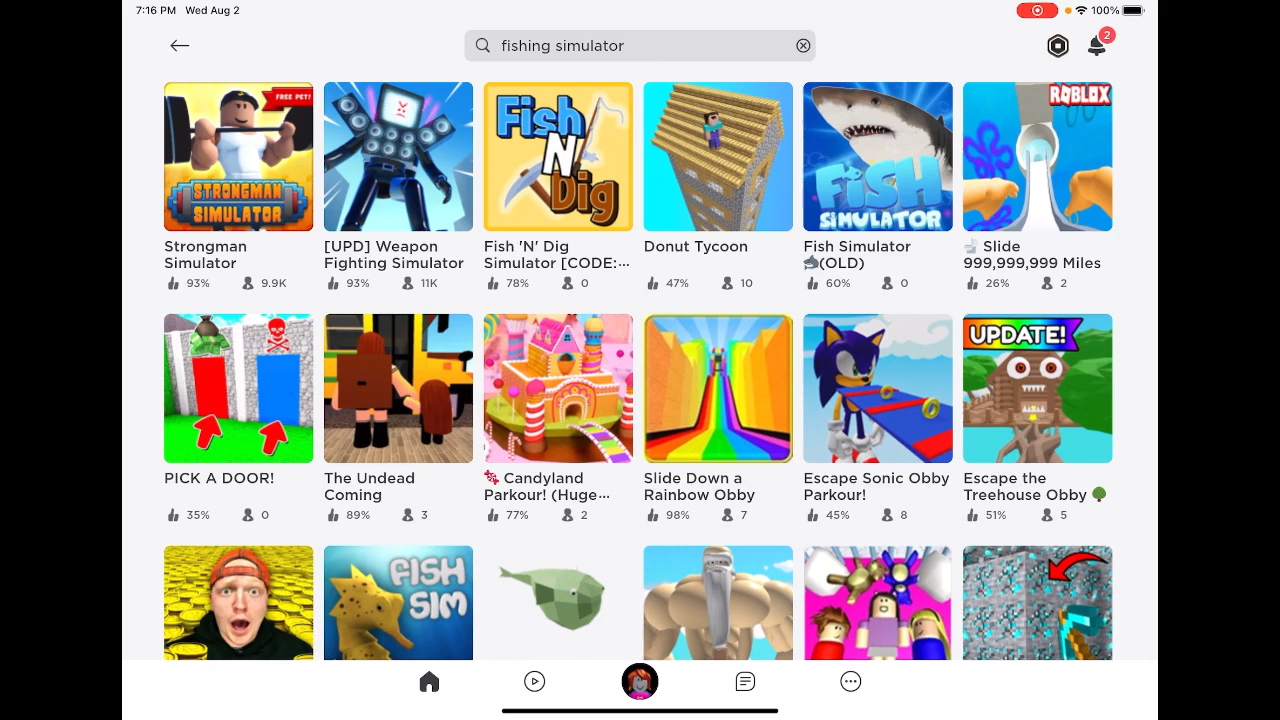 7:16 PM Wed Aug 2
100%
fishing simulator
2
FREE PET!
STRONGMAN
SIMULATOR
Fish
N
Dig
FiSH
SIMULATOR
ROBLOX
Strongman
Simulator
93% 9.9K
[UPD] Weapon
Fighting Simulator
93% 11K
Fish 'N' Dig
Simulator [CODE:...
78% 0
Donut Tycoon
47% 10
Fish Simulator
🦈(OLD)
60% 0
🚽 Slide
999,999,999 Miles
26% 2
UPDATE!
PICK A DOOR!
35% 0
The Undead
Coming
89% 3
🍬 Candyland
Parkour! (Huge...
77% 2
Slide Down a
Rainbow Obby
98% 7
Escape Sonic Obby
Parkour!
45% 8
Escape the
Treehouse Obby 🌳
51% 5
FISH
SIM